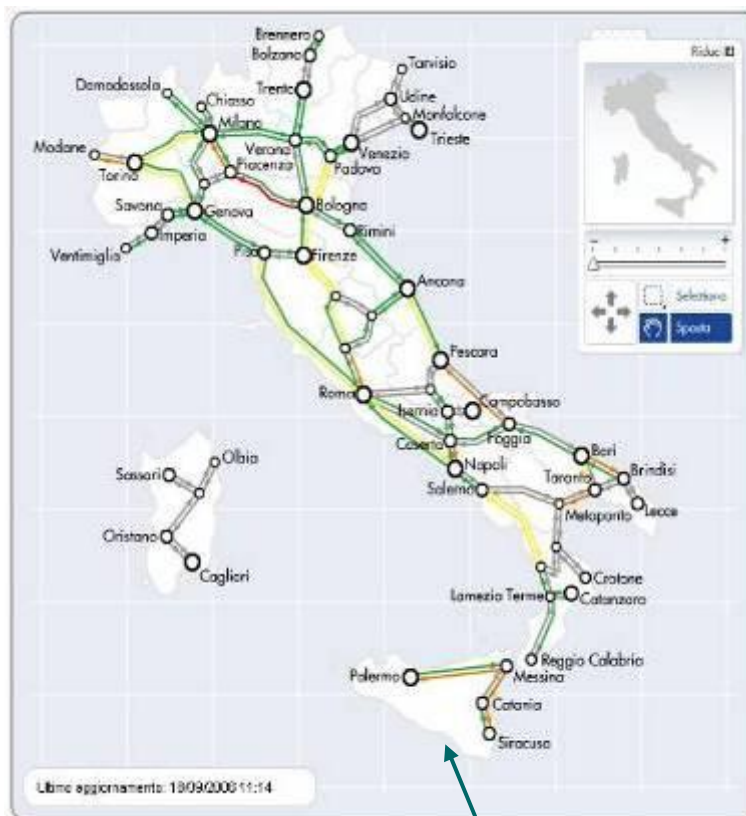 Brennero
Bolzano
Tarvisio
Domodossola
Chiasso
Trento
Udine
Monfalcone
Milano
Trieste
Modane
Verona
Venezia
Torino
Piacenza
Padova
Savona
Genova
Bologna
Imperia
Rimini
Ventimiglia
Pisa
Firenze
Ancona
Pescara
Roma
Campobasso
Isernia
Caserta
Foggia
Bari
Napoli
Brindisi
Taranto
Salerno
Metaponto
Lecce
Olbia
Sassari
Oristano
Cagliari
Crotone
Lamezia Terme
Catanzaro
Reggio Calabria
Palermo
Messina
Catania
Siracusa
Riduci
- +
Seleziona
Sposta
Ultimo aggiornamento: 18/09/2008 11:14